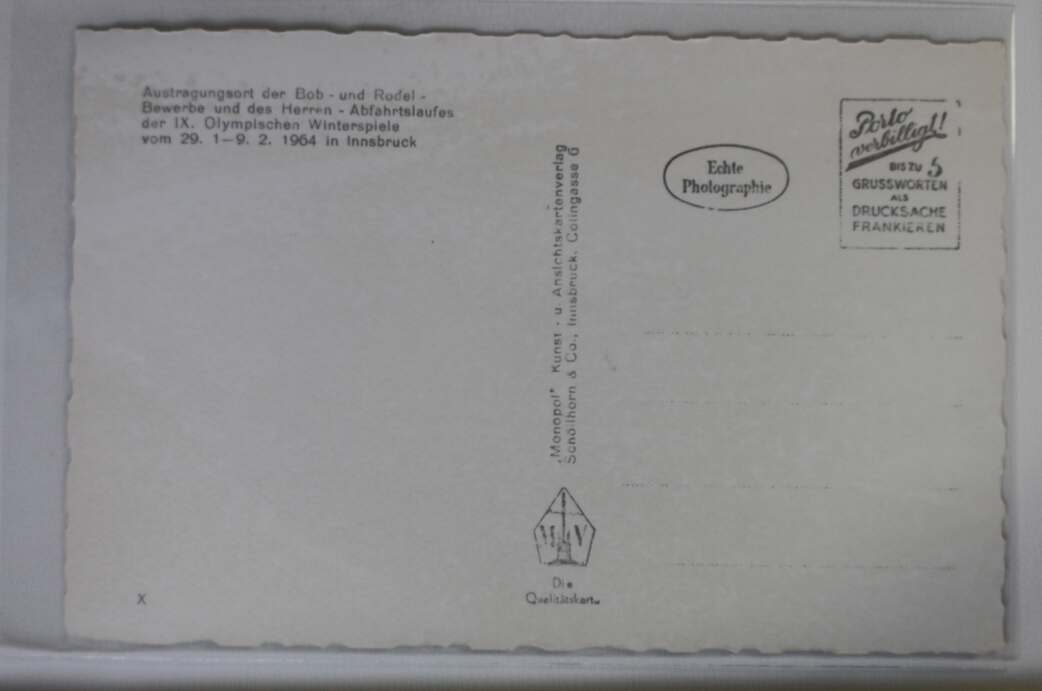 Austragungsort der Bob - und Rodel -
Bewerbe und des Herren - Abfahrtslaufes
der IX. Olympischen Winterspiele
vom 29. 1-9. 2. 1964 in Innsbruck
X
„Monopol" Kunst - u. Ansichtskartenverlag
Schöllhorn & Co., Innsbruck, Colingasse
M V
Die
Qualitätskarte
Echte
Photographie
Porto
verbilligt!
BIS ZU 5
GRUSSWORTEN
ALS
DRUCKSACHE
FRANKIEREN